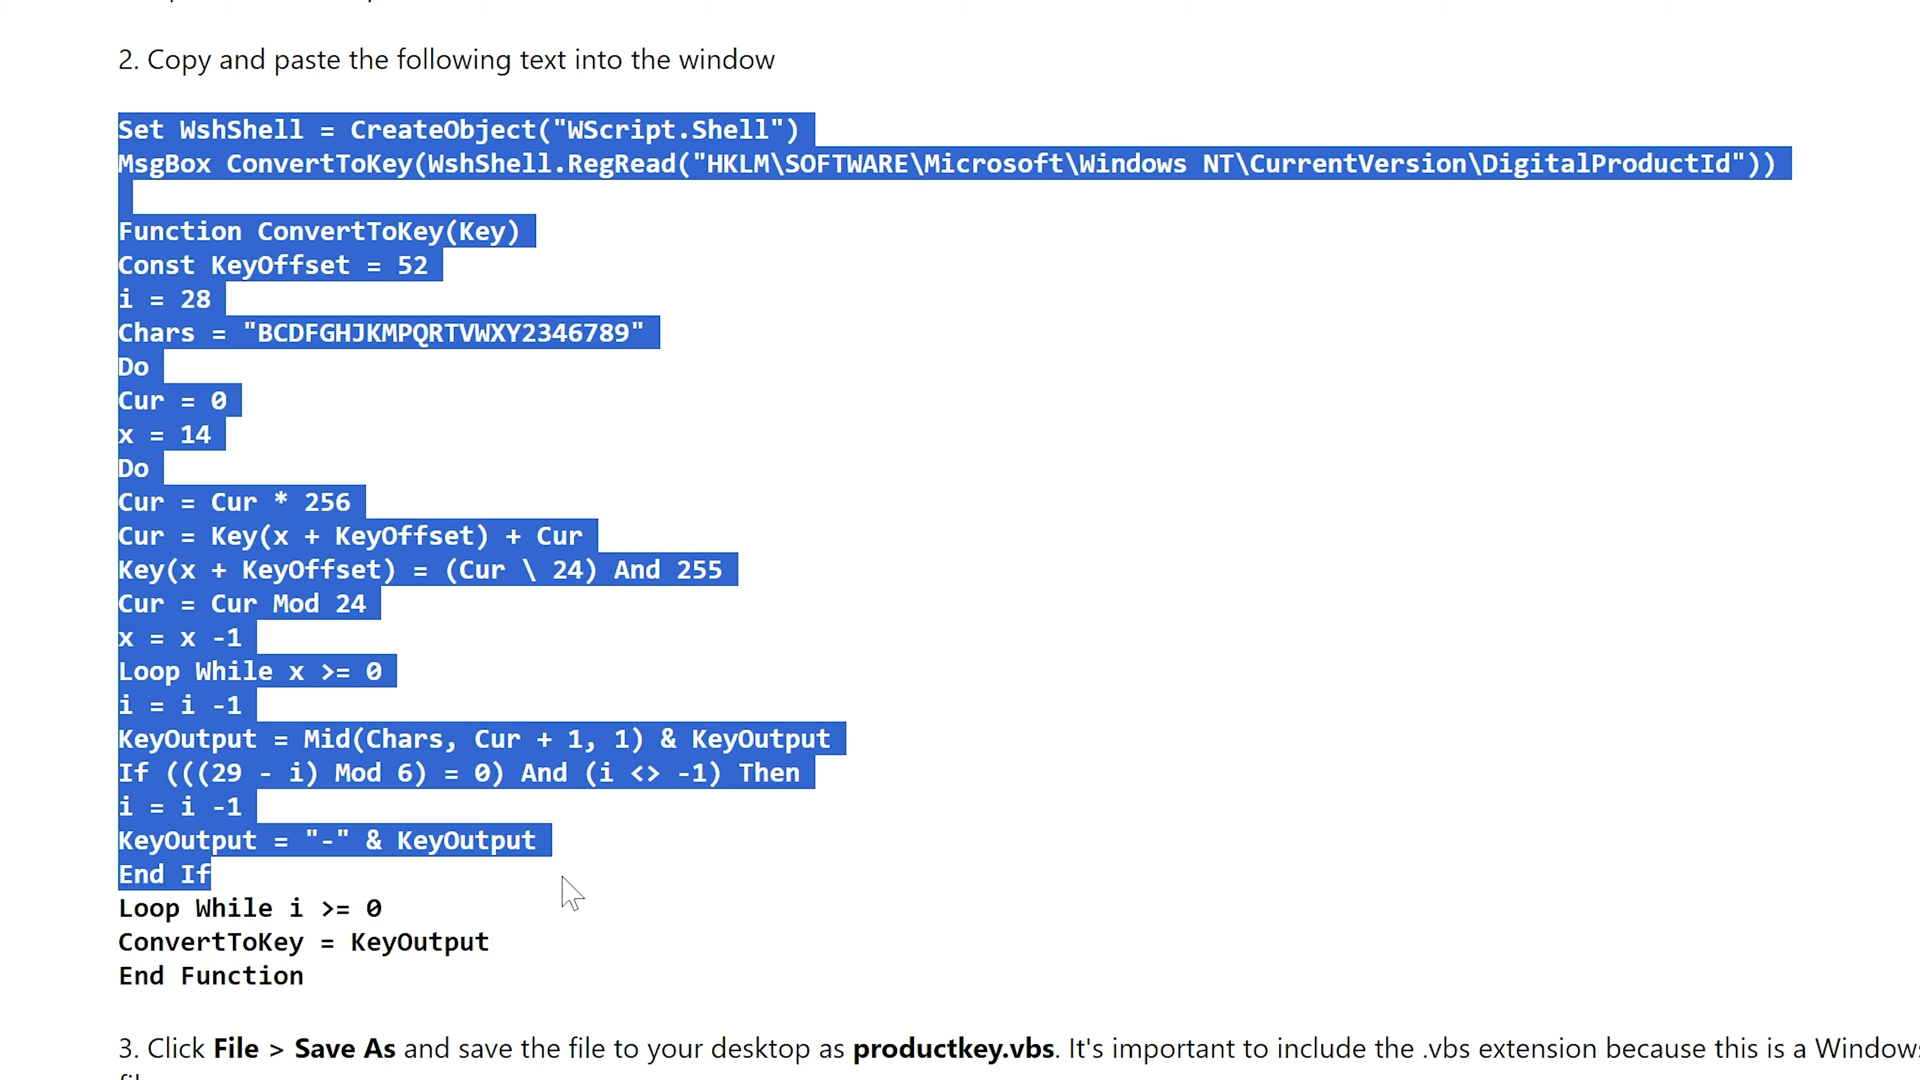 2. Copy and paste the following text into the window
Set WshShell = CreateObject("WScript.Shell")
MsgBox ConvertToKey(WshShell.RegRead("HKLM\SOFTWARE\Microsoft\Windows NT\CurrentVersion\DigitalProductId"))
Function ConvertToKey(Key)
Const KeyOffset = 52
i = 28
Chars = "BCDFGHJKMPQRTVWXY2346789"
Do
Cur = 0
x = 14
Do
Cur = Cur * 256
Cur = Key(x + KeyOffset) + Cur
Key(x + KeyOffset) = (Cur \ 24) And 255
Cur = Cur Mod 24
x = x -1
Loop While x >= 0
i = i -1
KeyOutput = Mid(Chars, Cur + 1, 1) & KeyOutput
If (((29 - i) Mod 6) = 0) And (i <> -1) Then
i = i -1
KeyOutput = "-" & KeyOutput
End If
Loop While i >= 0
ConvertToKey = KeyOutput
End Function
3. Click File > Save As and save the file to your desktop as productkey.vbs. It's important to include the .vbs extension because this is a Windows